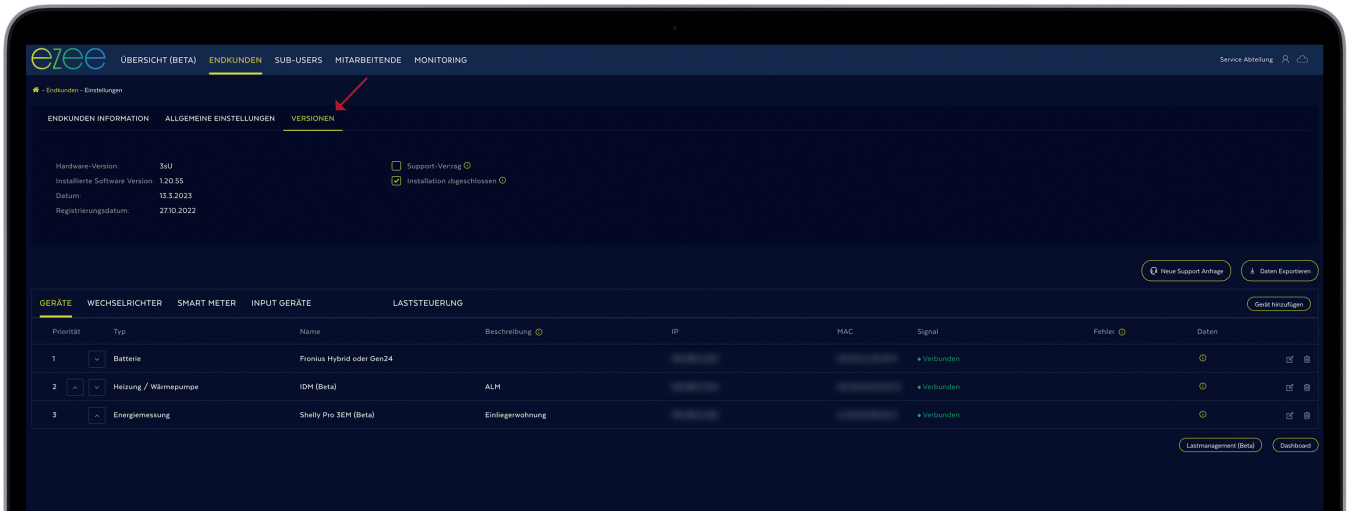 ezee ÜBERSICHT (BETA) ENDKUNDEN SUB-USERS MITARBEITENDE MONITORING Service Abteilung
- Endkunden - Einstellungen
ENDKUNDEN INFORMATION ALLGEMEINE EINSTELLUNGEN VERSIONEN
Hardware-Version: 3sU Support-Vertrag
Installierte Software Version: 1.20.55 Installation abgeschlossen
Datum: 13.3.2023
Registrierungsdatum: 27.10.2022
Neue Support Anfrage Daten Exportieren
GERÄTE WECHSELRICHTER SMART METER INPUT GERÄTE LASTSTEUERUNG Gerät hinzufügen
Priorität Typ Name Beschreibung IP MAC Signal Fehler Daten
1 Batterie Fronius Hybrid oder Gen24 Verbunden
2 Heizung / Wärmepumpe IDM (Beta) ALM Verbunden
3 Energiemessung Shelly Pro 3EM (Beta) Einliegerwohnung Verbunden
Lastmanagement (Beta) Dashboard